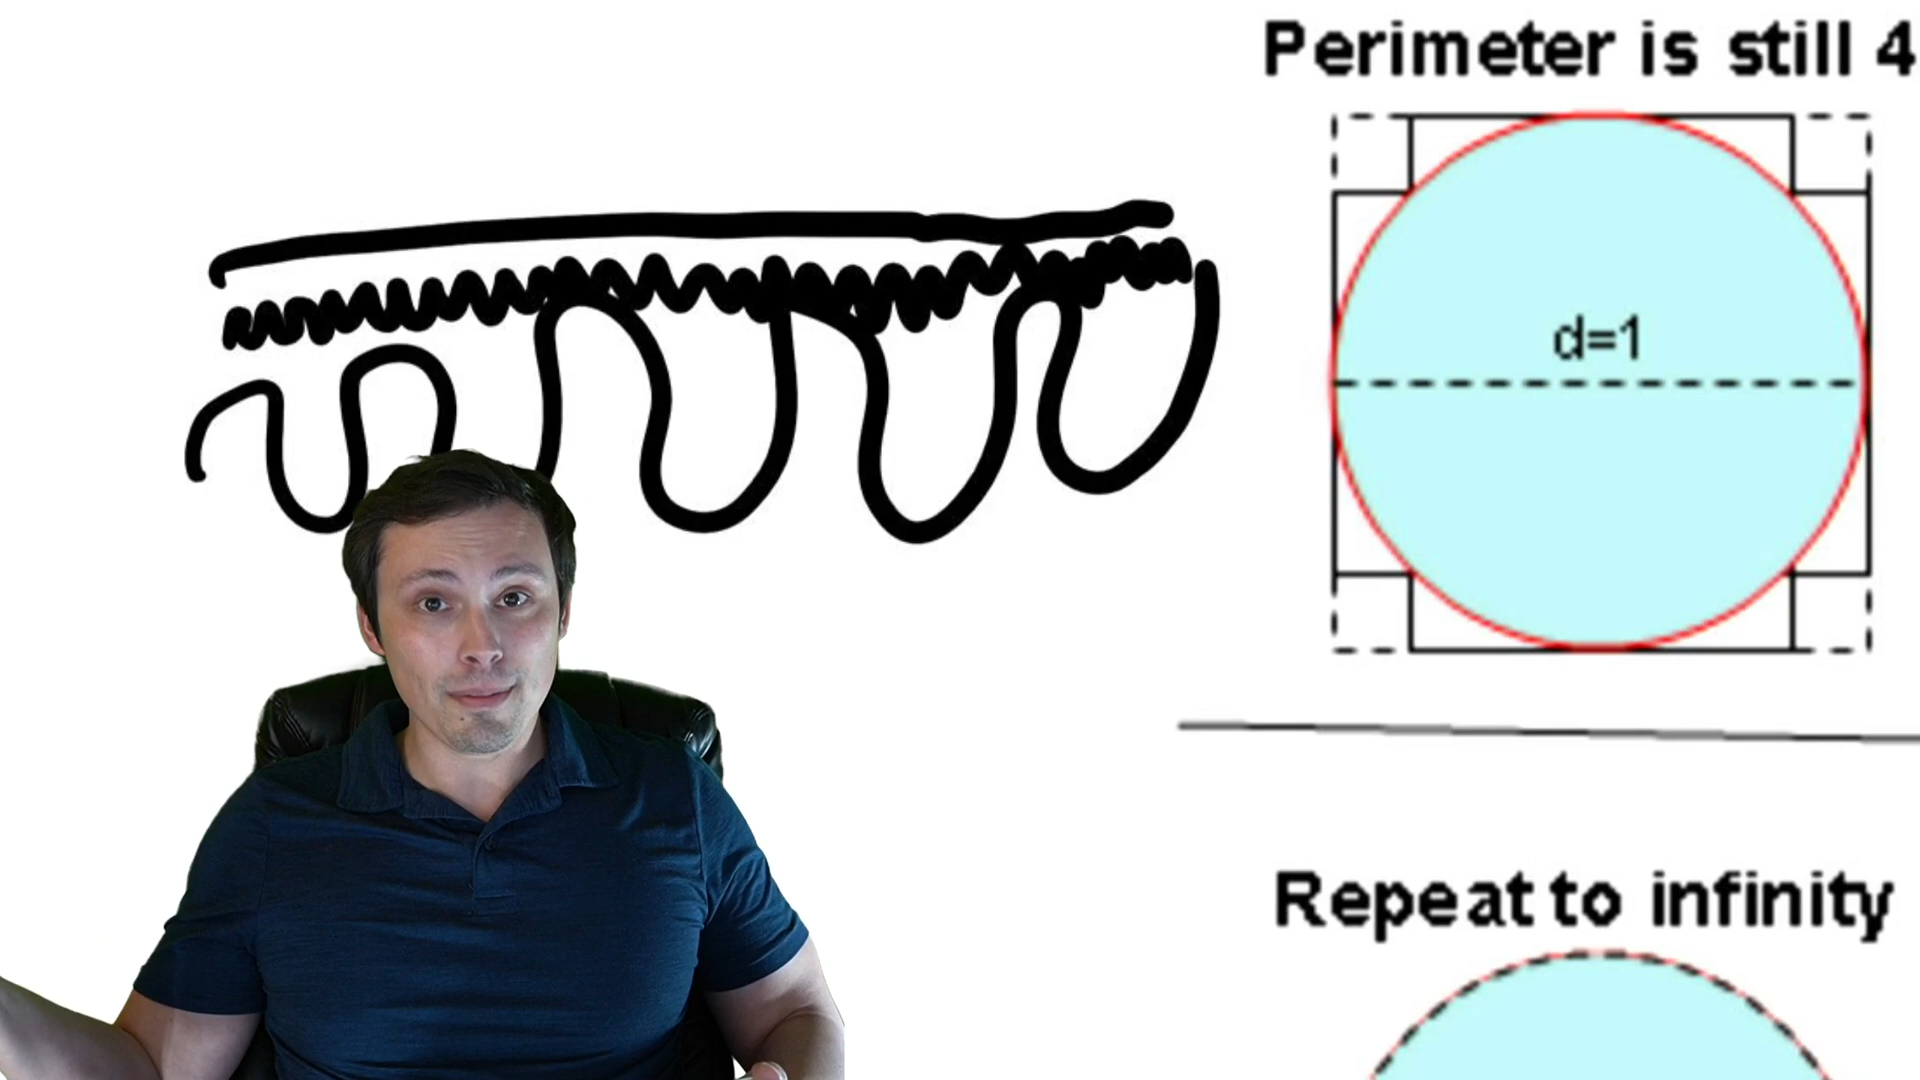 Perimeter is still 4
d=1
Repeat to infinity